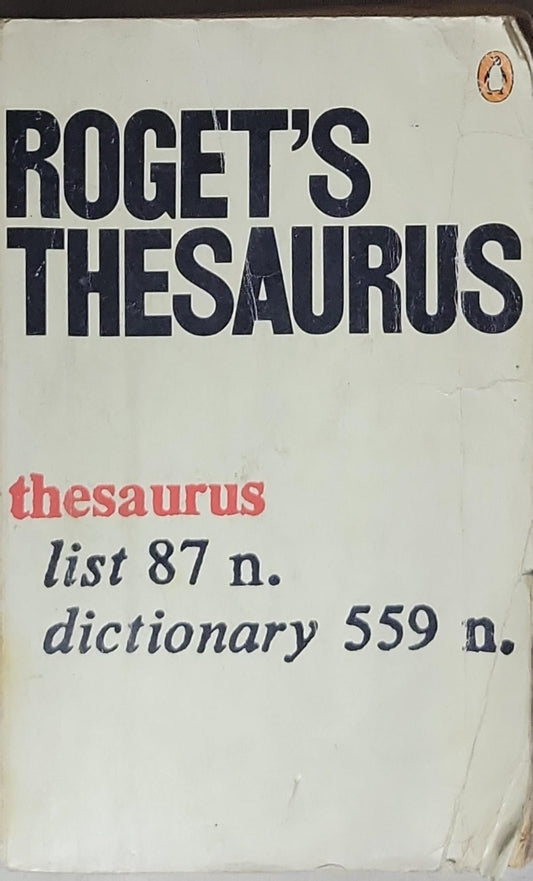 ROGET'S
THESAURUS
thesaurus
list 87 n.
dictionary 559 n.